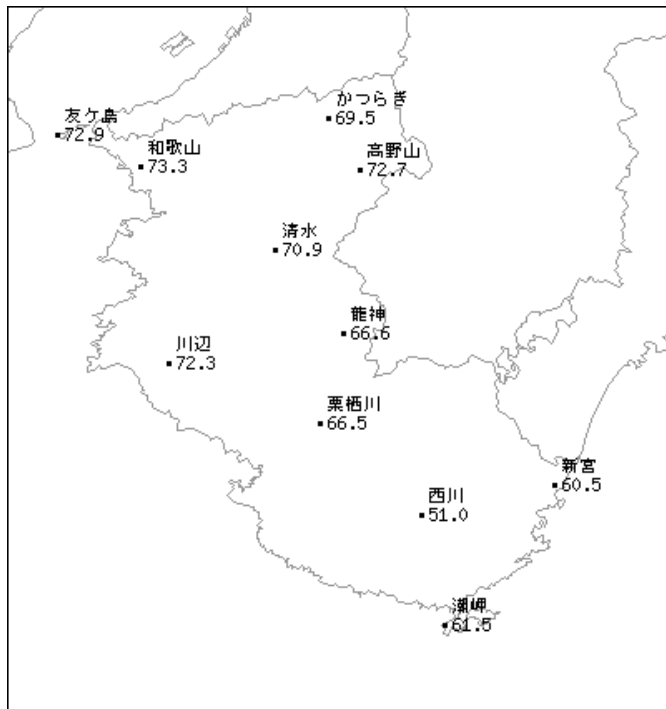 かつらぎ
69.5
友ケ島
72.9
和歌山
73.3
高野山
72.7
清水
70.9
龍神
66.6
川辺
72.3
栗栖川
66.5
新宮
60.5
西川
51.0
潮岬
61.5